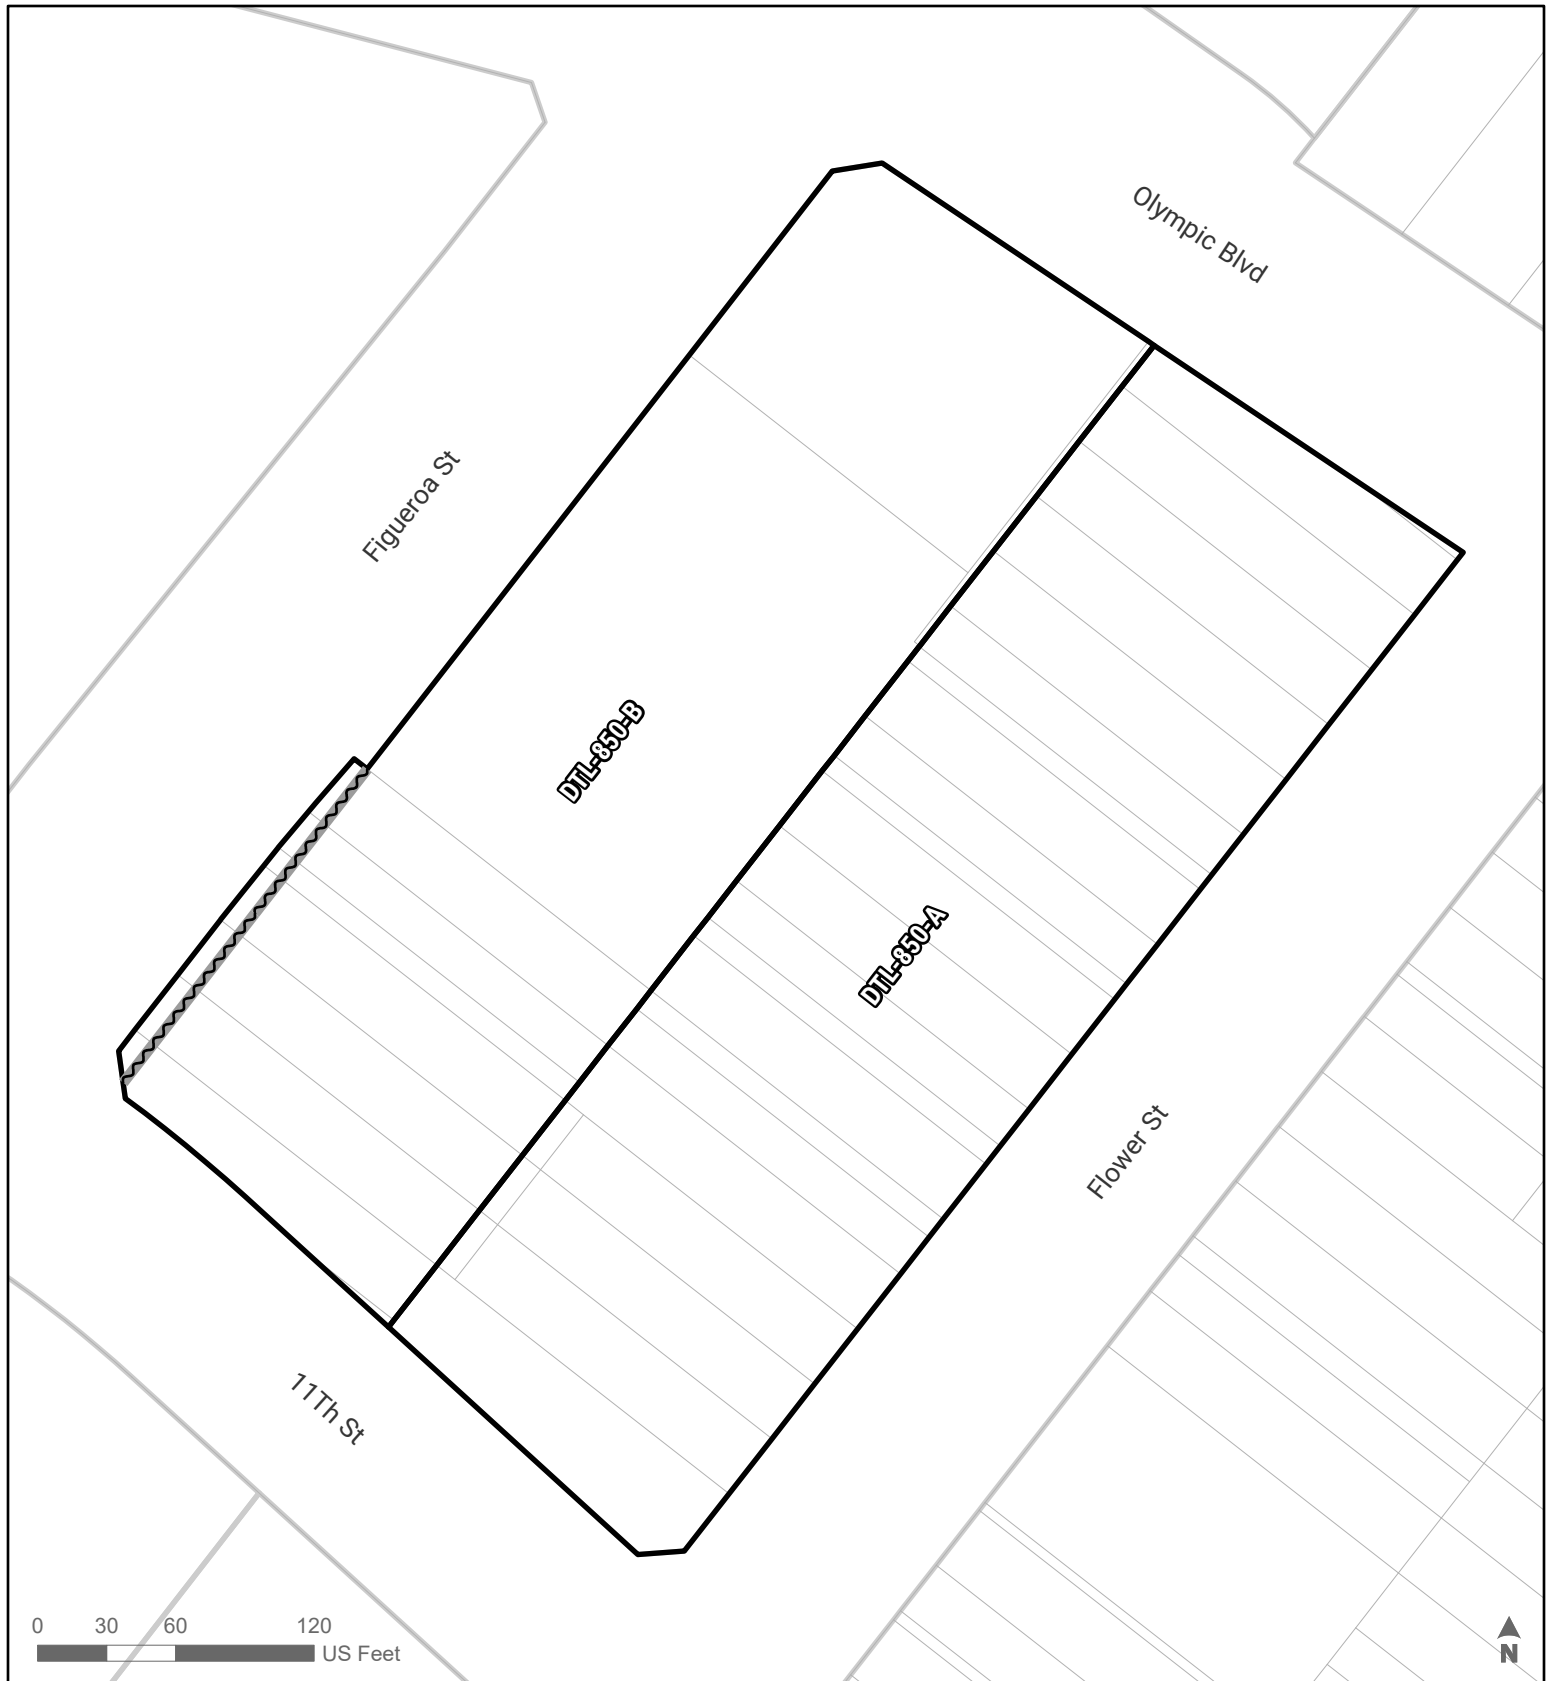 Olympic Blvd
Figueroa St
DTL-850-B
DTL-850-A
Flower St
11Th St
0 30 60 120
US Feet
N